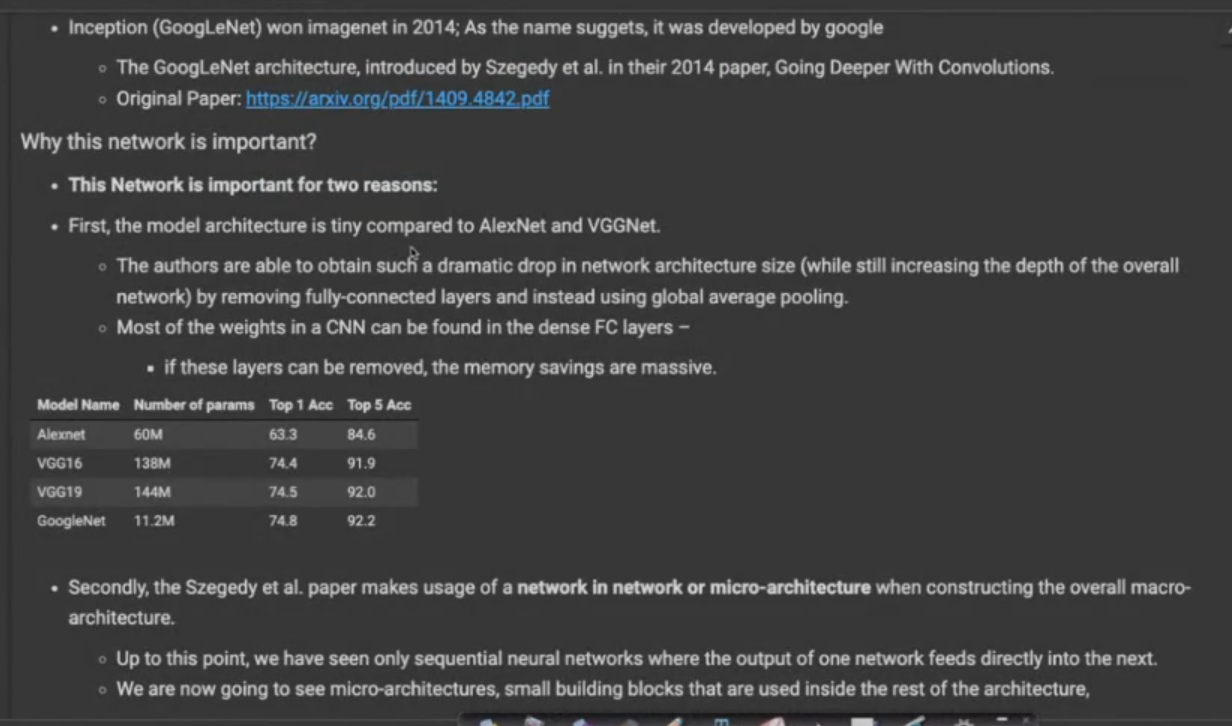 • Inception (GoogLeNet) won imagenet in 2014; As the name suggests, it was developed by google
◦ The GoogLeNet architecture, introduced by Szegedy et al. in their 2014 paper, Going Deeper With Convolutions.
◦ Original Paper: https://arxiv.org/pdf/1409.4842.pdf
Why this network is important?
• This Network is important for two reasons:
• First, the model architecture is tiny compared to AlexNet and VGGNet.
◦ The authors are able to obtain such a dramatic drop in network architecture size (while still increasing the depth of the overall
network) by removing fully-connected layers and instead using global average pooling.
◦ Most of the weights in a CNN can be found in the dense FC layers –
▪ if these layers can be removed, the memory savings are massive.
Model Name Number of params Top 1 Acc Top 5 Acc
Alexnet 60M 63.3 84.6
VGG16 138M 74.4 91.9
VGG19 144M 74.5 92.0
GoogleNet 11.2M 74.8 92.2
• Secondly, the Szegedy et al. paper makes usage of a network in network or micro-architecture when constructing the overall macro-
architecture.
◦ Up to this point, we have seen only sequential neural networks where the output of one network feeds directly into the next.
◦ We are now going to see micro-architectures, small building blocks that are used inside the rest of the architecture,